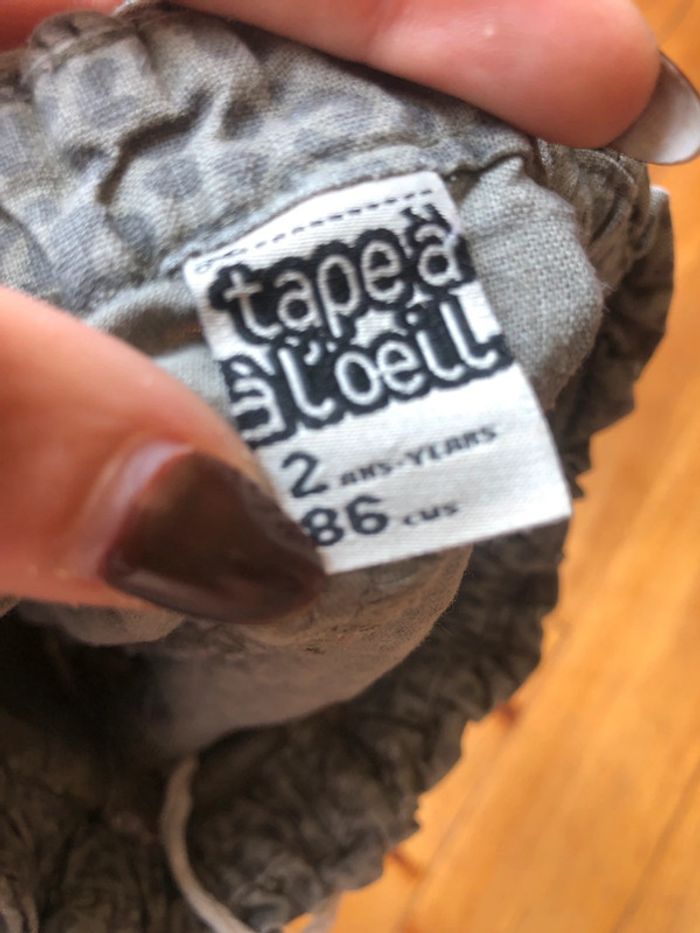 tape à
à l'oeil
2 ANS-YEARS
86 cms